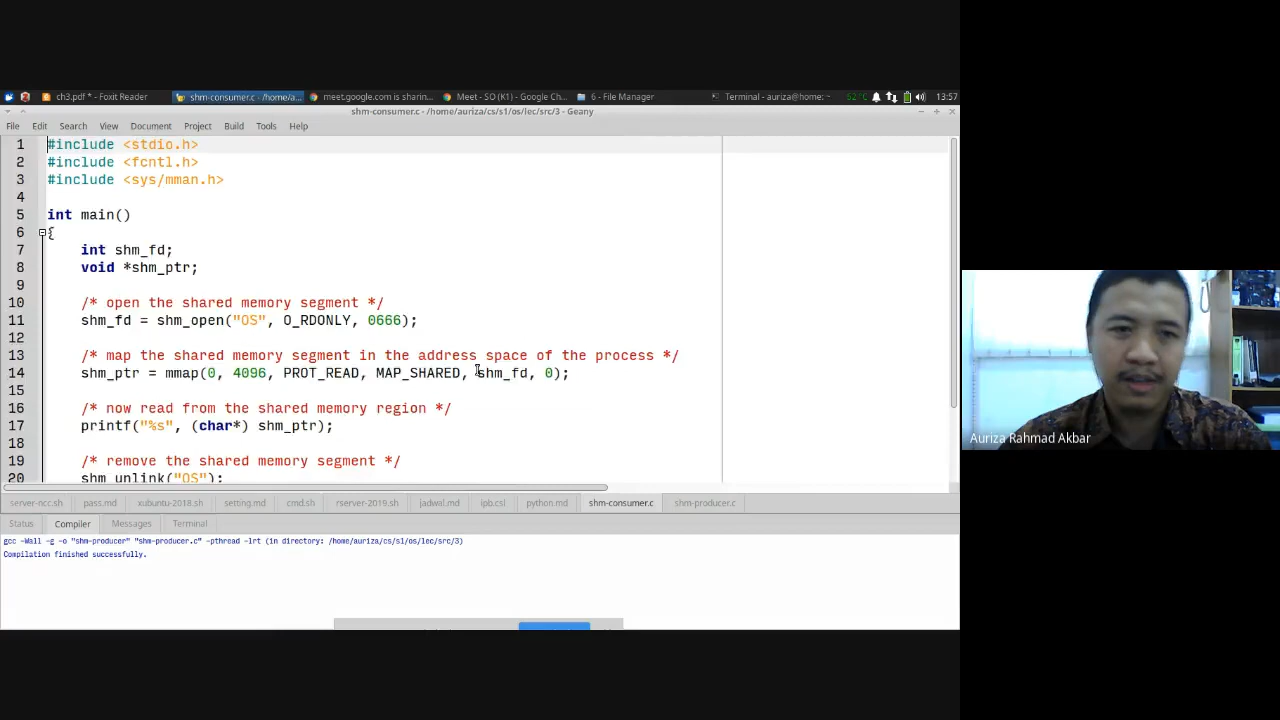 ch3.pdf * - Foxit Reader
shm-consumer.c - /home/a...
meet.google.com is sharin...
Meet - SO (K1) - Google Ch...
6 - File Manager
Terminal - auriza@home: ~
62°C
13:57
shm-consumer.c - /home/auriza/cs/s1/os/lec/src/3 - Geany
File Edit Search View Document Project Build Tools Help
1 #include <stdio.h>
2 #include <fcntl.h>
3 #include <sys/mman.h>
4
5 int main()
6 {
7 int shm_fd;
8 void *shm_ptr;
9
10 /* open the shared memory segment */
11 shm_fd = shm_open("OS", O_RDONLY, 0666);
12
13 /* map the shared memory segment in the address space of the process */
14 shm_ptr = mmap(0, 4096, PROT_READ, MAP_SHARED, shm_fd, 0);
15
16 /* now read from the shared memory region */
17 printf("%s", (char*) shm_ptr);
18
19 /* remove the shared memory segment */
20 shm_unlink("OS");
server-ncc.sh pass.md xubuntu-2018.sh setting.md cmd.sh rserver-2019.sh jadwal.md ipb.csl python.md shm-consumer.c shm-producer.c
Status Compiler Messages Terminal
gcc -Wall -g -o "shm-producer" "shm-producer.c" -pthread -lrt (in directory: /home/auriza/cs/s1/os/lec/src/3)
Compilation finished successfully.
Auriza Rahmad Akbar